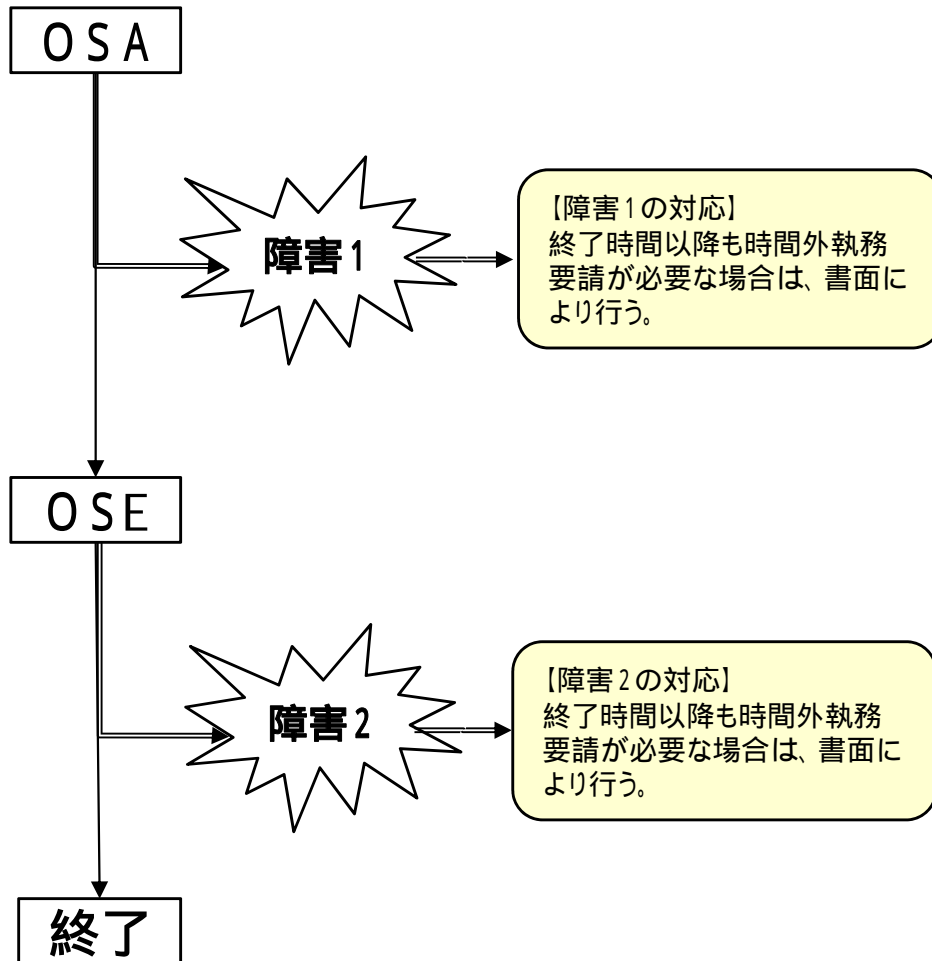 OSA
障害1
【障害1の対応】
終了時間以降も時間外執務
要請が必要な場合は、書面に
より行う。
OSE
障害2
【障害2の対応】
終了時間以降も時間外執務
要請が必要な場合は、書面に
より行う。
終了